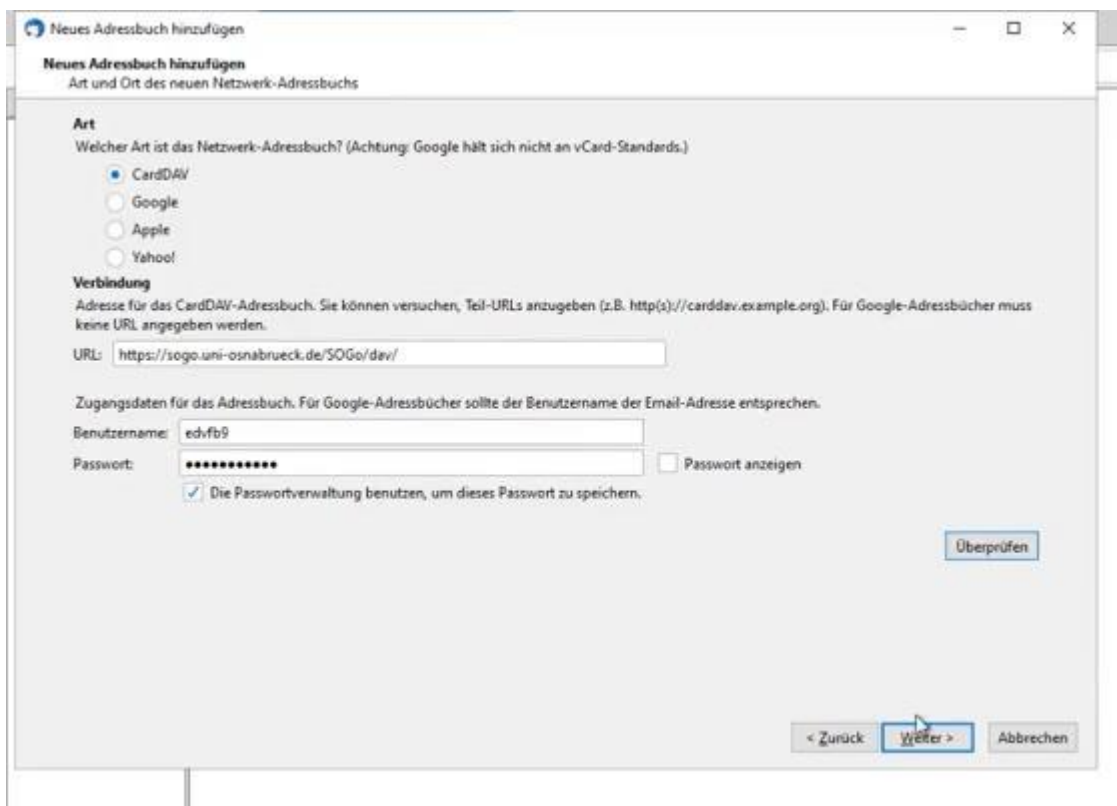 Neues Adressbuch hinzufügen
Neues Adressbuch hinzufügen
Art und Ort des neuen Netzwerk-Adressbuchs
Art
Welcher Art ist das Netzwerk-Adressbuch? (Achtung: Google hält sich nicht an vCard-Standards.)
CardDAV
Google
Apple
Yahoo!
Verbindung
Adresse für das CardDAV-Adressbuch. Sie können versuchen, Teil-URLs anzugeben (z.B. http(s)://carddav.example.org). Für Google-Adressbücher muss
keine URL angegeben werden.
URL: https://sogo.uni-osnabrueck.de/SOGo/dav/
Zugangsdaten für das Adressbuch. Für Google-Adressbücher sollte der Benutzername der Email-Adresse entsprechen.
Benutzername: edvfb9
Passwort: ●●●●●●●●●●● Passwort anzeigen
Die Passwortverwaltung benutzen, um dieses Passwort zu speichern.
Überprüfen
< Zurück Weiter > Abbrechen